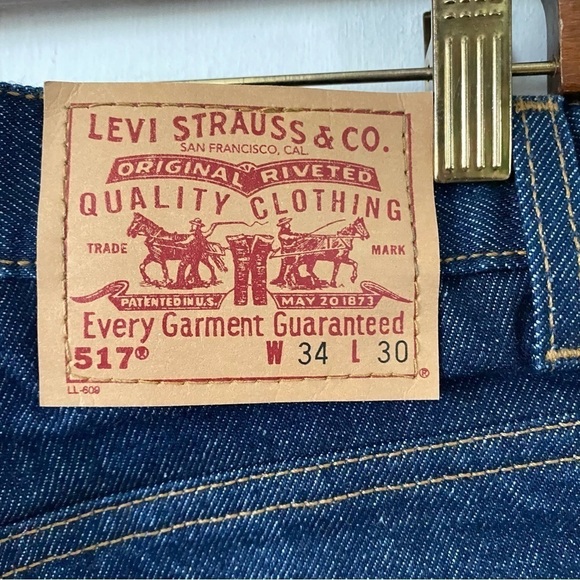 LEVI STRAUSS & CO.
SAN FRANCISCO, CAL.
ORIGINAL RIVETED
QUALITY CLOTHING
TRADE MARK
PATENTED IN U.S. MAY 20 1873
Every Garment Guaranteed
517® W 34 L 30
LL-609 ®